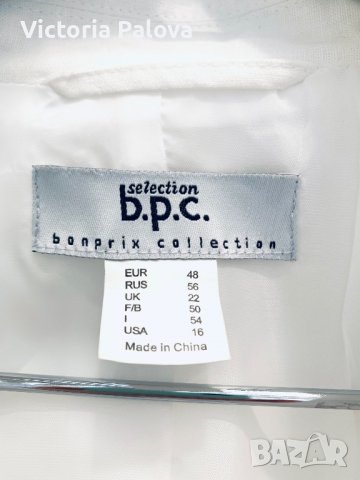 Victoria Palova
selection
b.p.c.
bonprix collection
EUR 48
RUS 56
UK 22
F/B 50
I 54
USA 16
Made in China
BAZAR